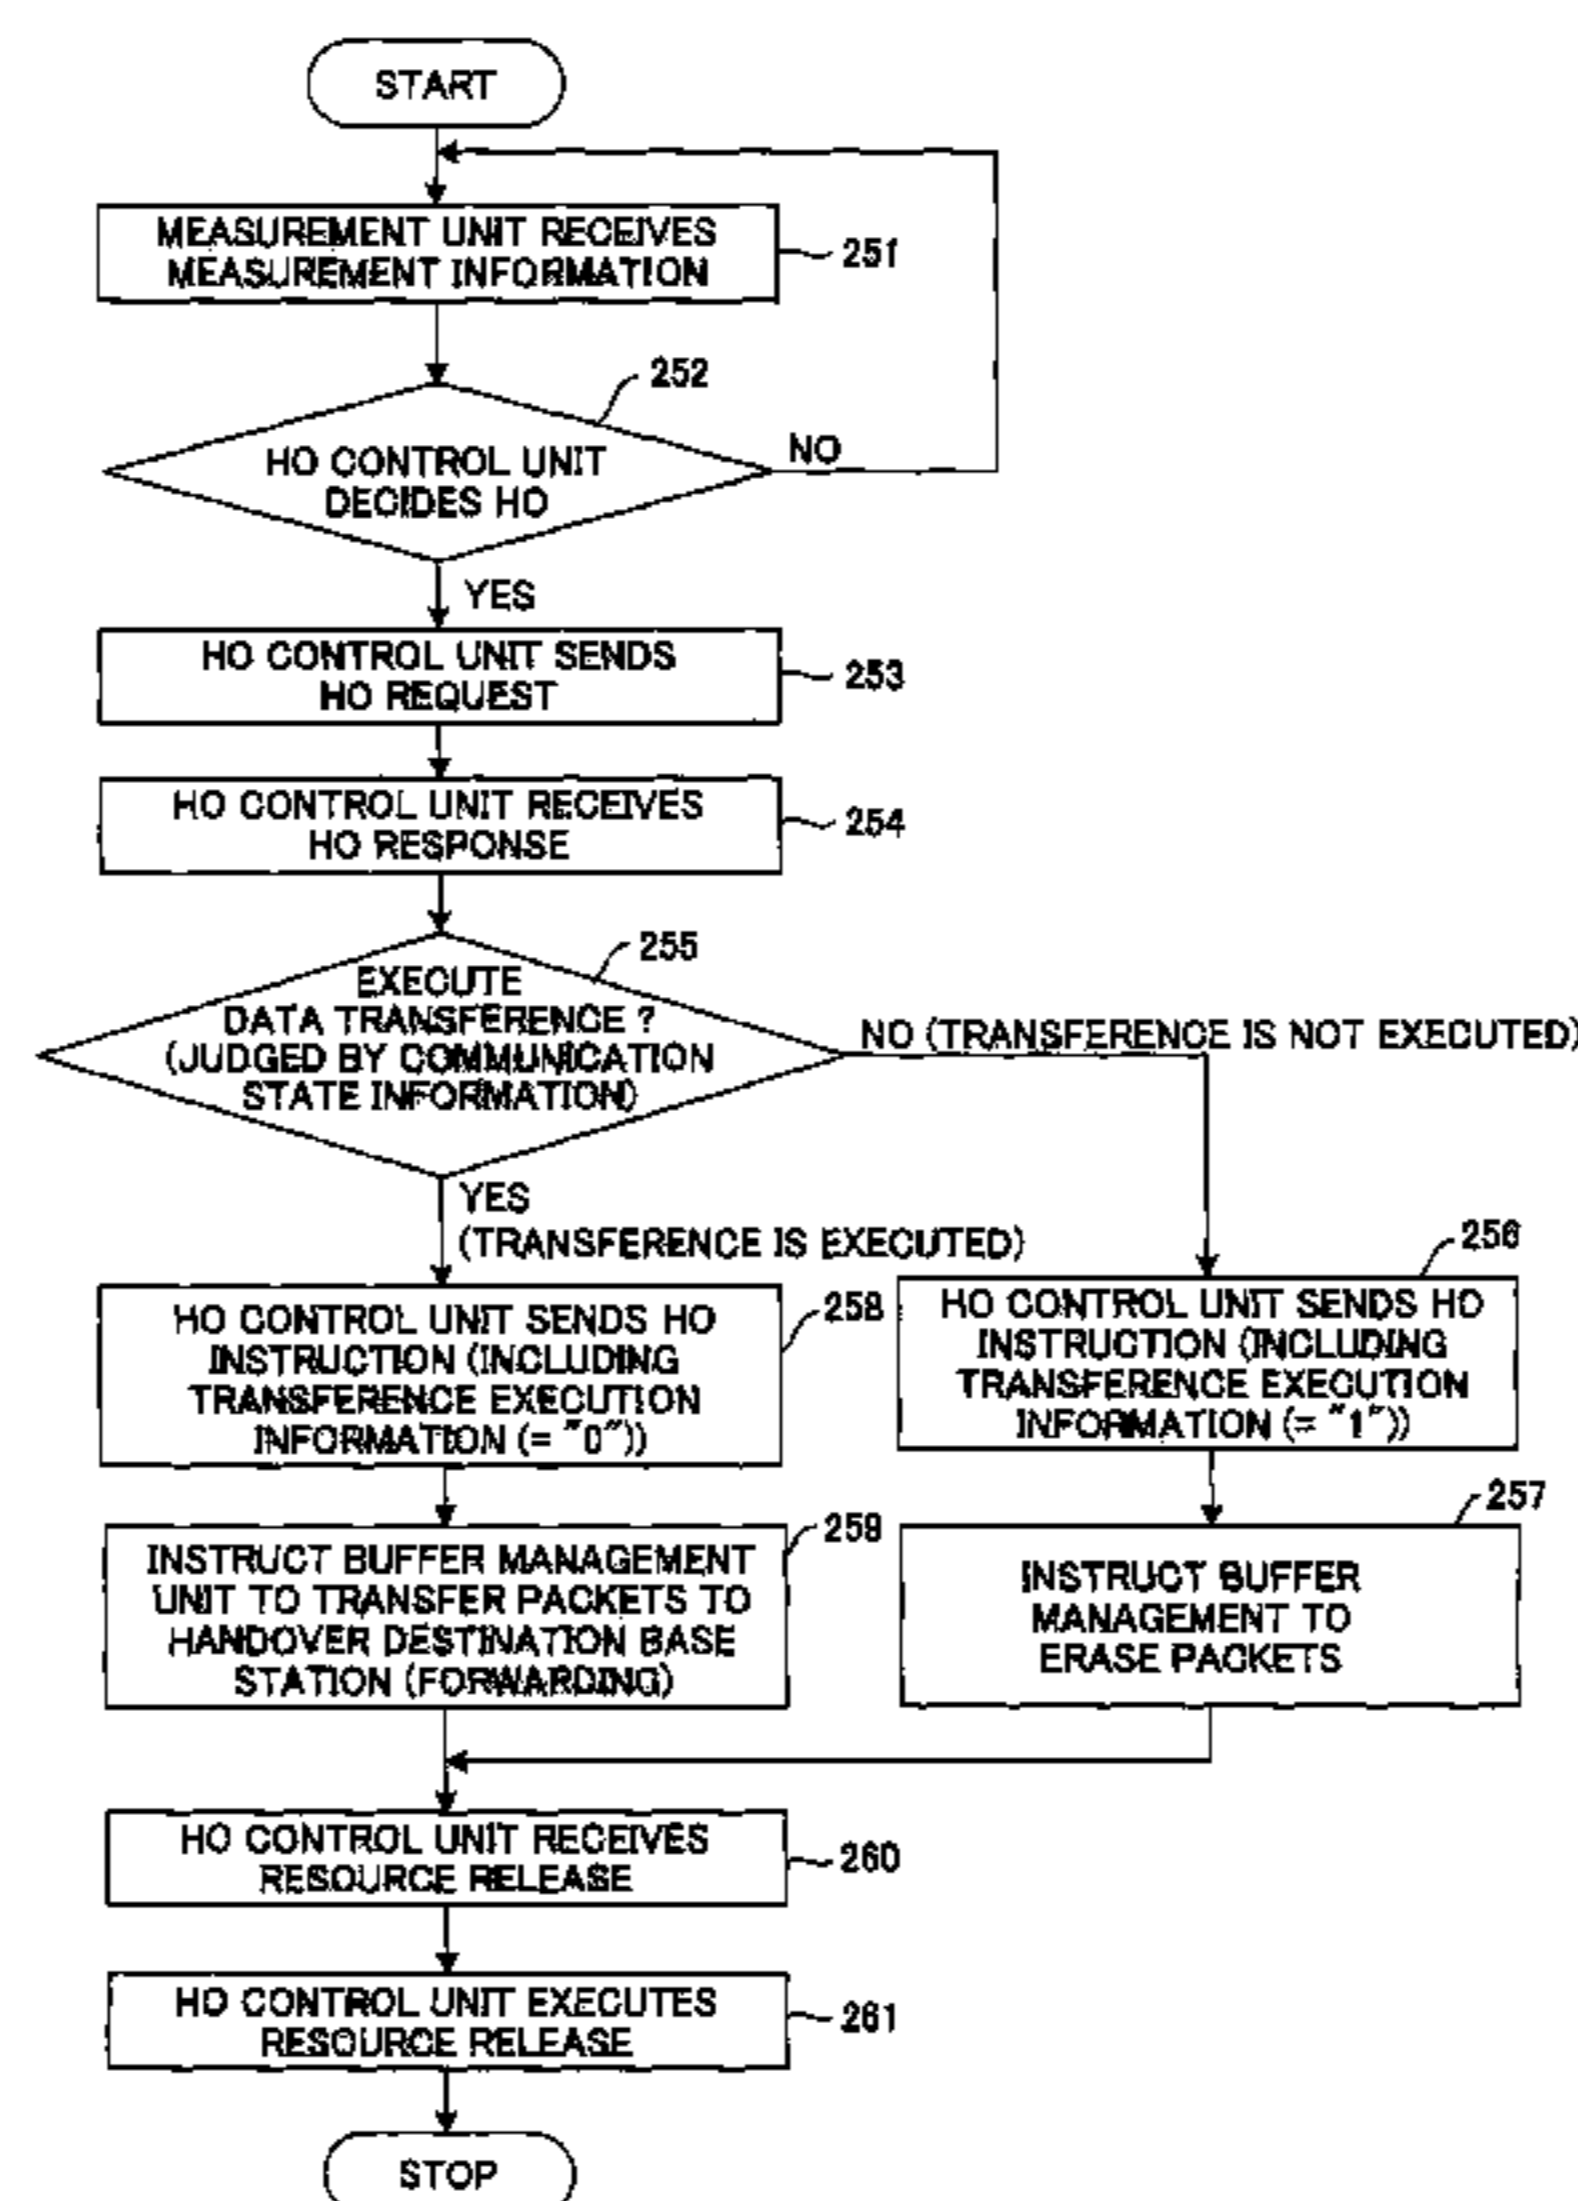 START
MEASUREMENT UNIT RECEIVES
MEASUREMENT INFORMATION
251
252
HO CONTROL UNIT
DECIDES HO
NO
YES
HO CONTROL UNIT SENDS
HO REQUEST
253
HO CONTROL UNIT RECEIVES
HO RESPONSE
254
255
EXECUTE
DATA TRANSFERENCE ?
(JUDGED BY COMMUNICATION
STATE INFORMATION)
NO (TRANSFERENCE IS NOT EXECUTED)
YES
(TRANSFERENCE IS EXECUTED)
258
HO CONTROL UNIT SENDS HO
INSTRUCTION (INCLUDING
TRANSFERENCE EXECUTION
INFORMATION (= "0"))
256
HO CONTROL UNIT SENDS HO
INSTRUCTION (INCLUDING
TRANSFERENCE EXECUTION
INFORMATION (= "1"))
259
INSTRUCT BUFFER MANAGEMENT
UNIT TO TRANSFER PACKETS TO
HANDOVER DESTINATION BASE
STATION (FORWARDING)
257
INSTRUCT BUFFER
MANAGEMENT TO
ERASE PACKETS
HO CONTROL UNIT RECEIVES
RESOURCE RELEASE
260
HO CONTROL UNIT EXECUTES
RESOURCE RELEASE
261
STOP